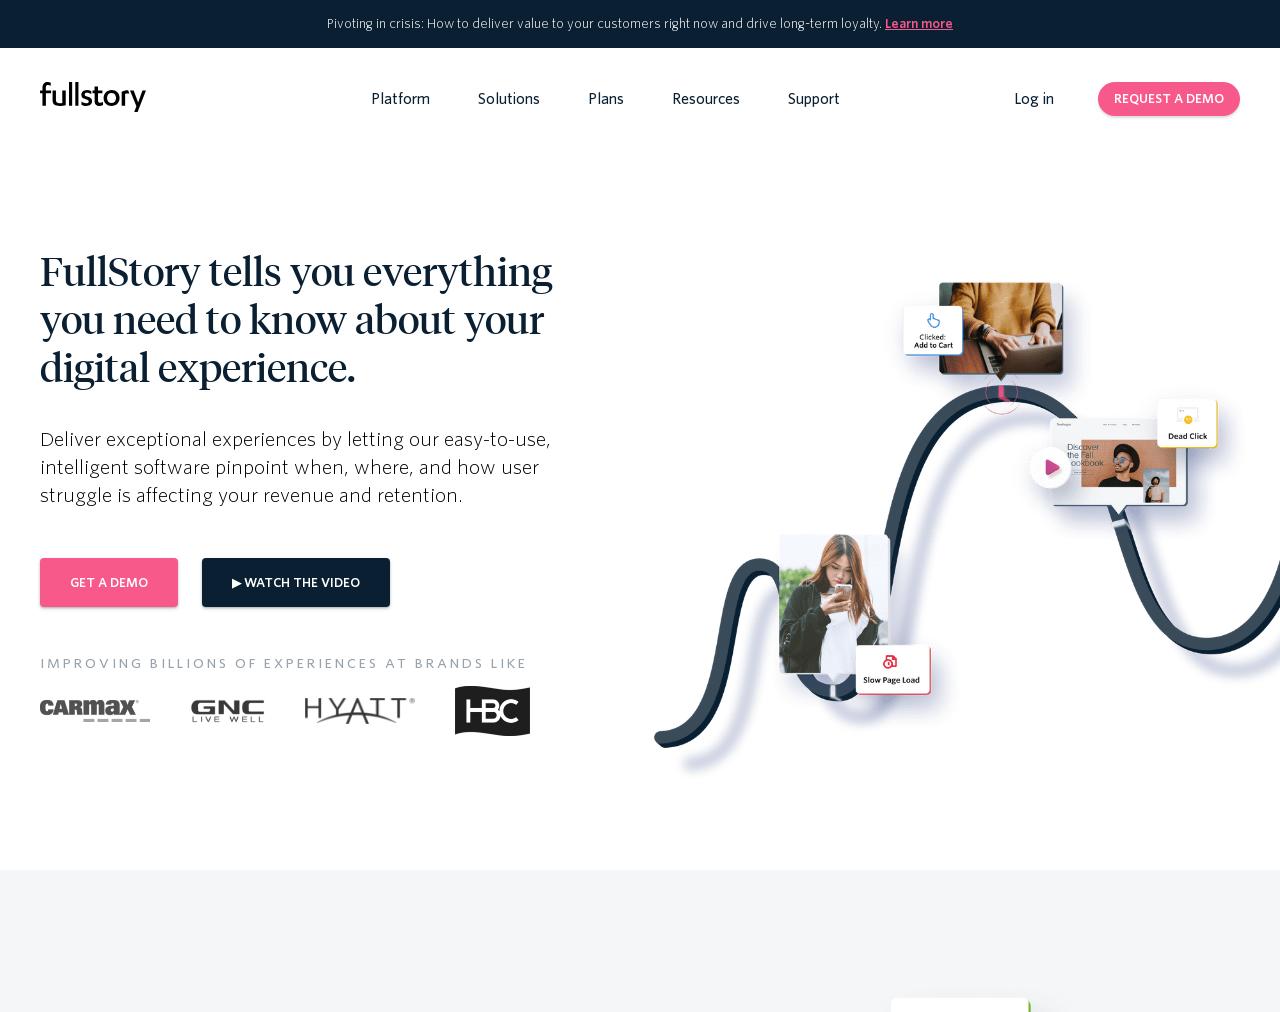 Pivoting in crisis: How to deliver value to your customers right now and drive long-term loyalty. Learn more
fullstory
Platform
Solutions
Plans
Resources
Support
Log in
REQUEST A DEMO
FullStory tells you everything
you need to know about your
digital experience.
Deliver exceptional experiences by letting our easy-to-use,
intelligent software pinpoint when, where, and how user
struggle is affecting your revenue and retention.
GET A DEMO
▶ WATCH THE VIDEO
IMPROVING BILLIONS OF EXPERIENCES AT BRANDS LIKE
CARMAX
GNC
LIVE WELL
HYATT®
HBC
Clicked:
Add to Cart
Dead Click
Discover
the Fall
Slow Page Load